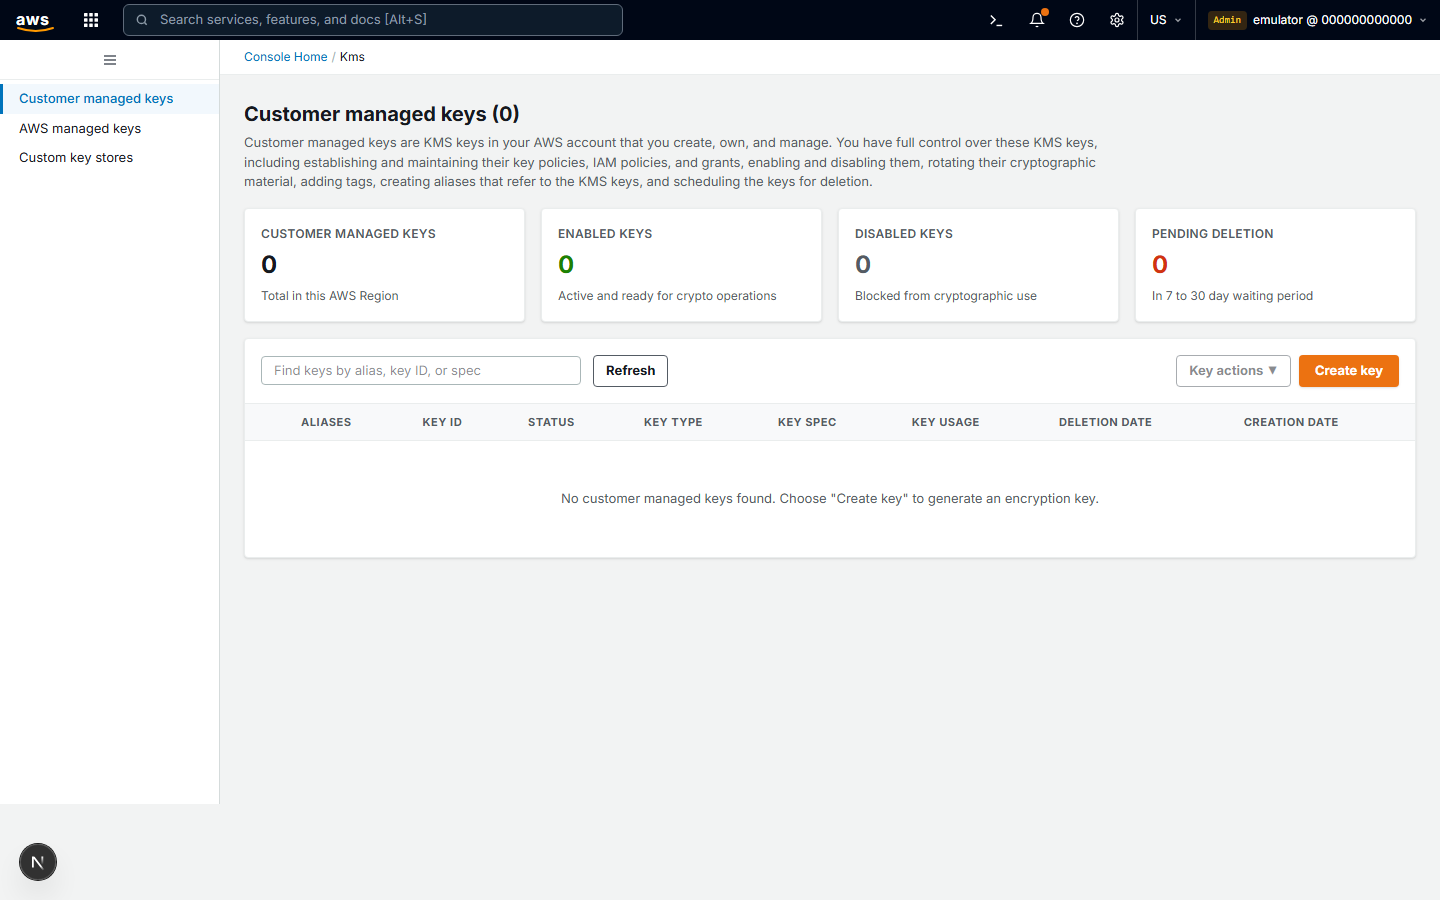 aws
Search services, features, and docs [Alt+S]
US
Admin
emulator @ 000000000000
Console Home / Kms
Customer managed keys
AWS managed keys
Custom key stores
Customer managed keys (0)
Customer managed keys are KMS keys in your AWS account that you create, own, and manage. You have full control over these KMS keys,
including establishing and maintaining their key policies, IAM policies, and grants, enabling and disabling them, rotating their cryptographic
material, adding tags, creating aliases that refer to the KMS keys, and scheduling the keys for deletion.
CUSTOMER MANAGED KEYS
0
Total in this AWS Region
ENABLED KEYS
0
Active and ready for crypto operations
DISABLED KEYS
0
Blocked from cryptographic use
PENDING DELETION
0
In 7 to 30 day waiting period
Find keys by alias, key ID, or spec
Refresh
Key actions ▼
Create key
ALIASES KEY ID STATUS KEY TYPE KEY SPEC KEY USAGE DELETION DATE CREATION DATE
No customer managed keys found. Choose "Create key" to generate an encryption key.
N